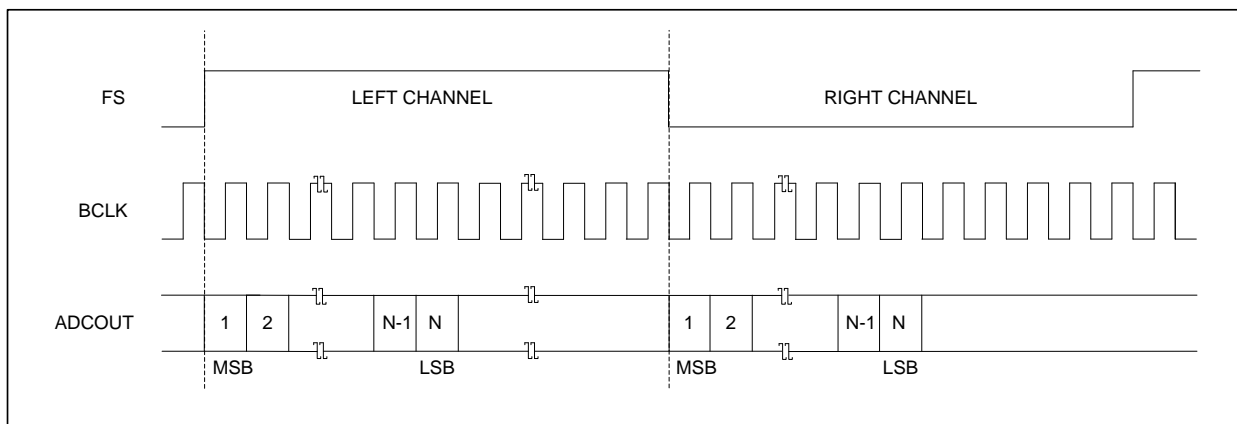 FS
LEFT CHANNEL
RIGHT CHANNEL
BCLK
ADCOUT
1
2
N-1
N
1
2
N-1
N
MSB
LSB
MSB
LSB